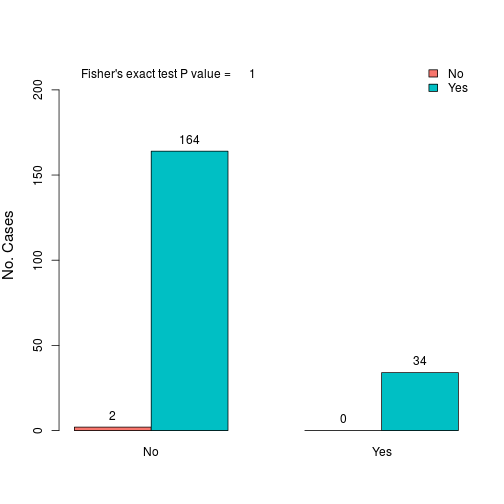 Fisher's exact test P value = 1
No
Yes
No. Cases
200
150
100
50
0
164
2
34
0
No
Yes